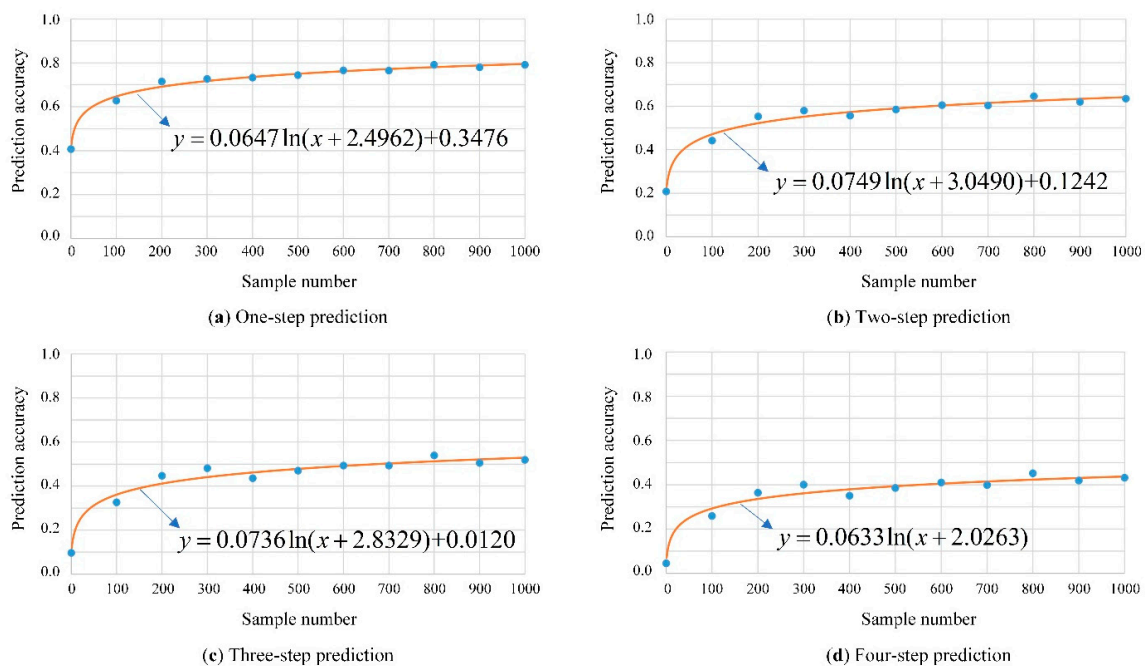 Prediction accuracy
1.0
0.8
0.6
0.4
0.2
0.0
y = 0.0647 ln(x + 2.4962)+0.3476
0 100 200 300 400 500 600 700 800 900 1000
Sample number
(a) One-step prediction
Prediction accuracy
1.0
0.8
0.6
0.4
0.2
0.0
y = 0.0749 ln(x + 3.0490)+0.1242
0 100 200 300 400 500 600 700 800 900 1000
Sample number
(b) Two-step prediction
Prediction accuracy
1.0
0.8
0.6
0.4
0.2
0.0
y = 0.0736 ln(x + 2.8329)+0.0120
0 100 200 300 400 500 600 700 800 900 1000
Sample number
(c) Three-step prediction
Prediction accuracy
1.0
0.8
0.6
0.4
0.2
0.0
y = 0.0633 ln(x + 2.0263)
0 100 200 300 400 500 600 700 800 900 1000
Sample number
(d) Four-step prediction